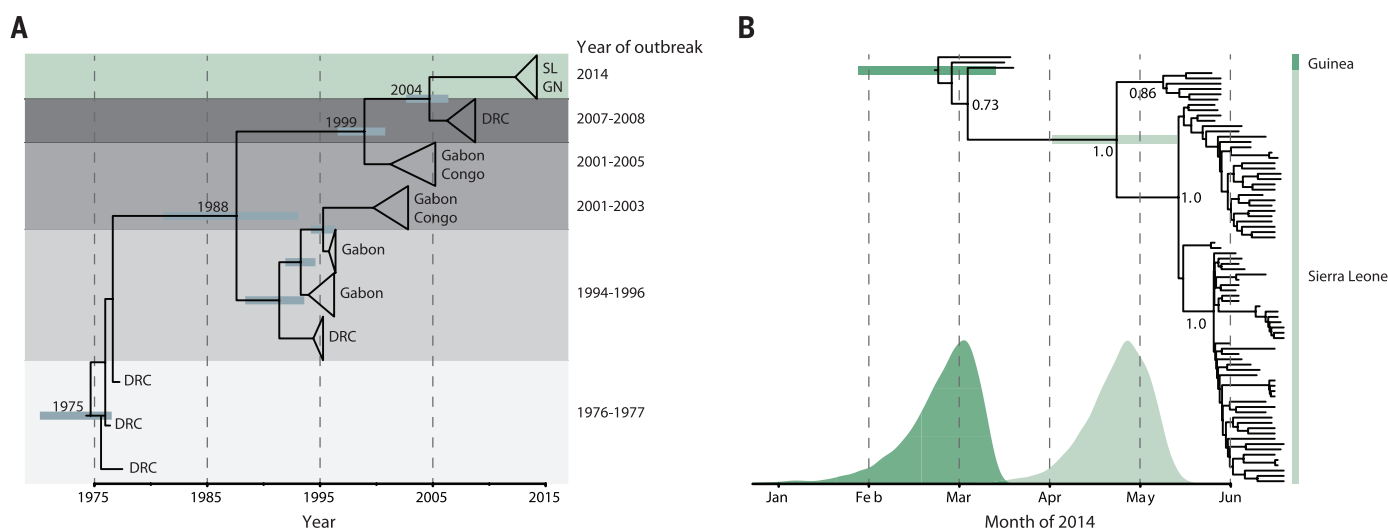 A
Year of outbreak
SL
GN
2014
2004
DRC
2007-2008
1999
Gabon
Congo
2001-2005
Gabon
Congo
2001-2003
1988
Gabon
Gabon
1994-1996
DRC
DRC
1975
DRC
1976-1977
DRC
1975 1985 1995 2005 2015
Year
B
Guinea
0.73
0.86
1.0
1.0
Sierra Leone
1.0
Jan Feb Mar Apr May Jun
Month of 2014